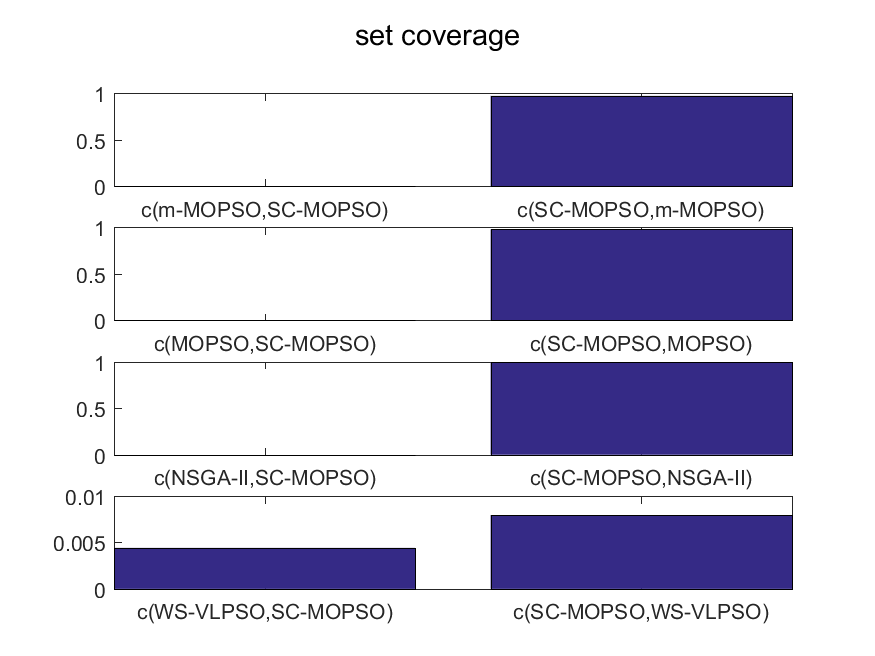 set coverage
1
0.5
0
c(m-MOPSO,SC-MOPSO) c(SC-MOPSO,m-MOPSO)
1
0.5
0
c(MOPSO,SC-MOPSO) c(SC-MOPSO,MOPSO)
1
0.5
0
c(NSGA-II,SC-MOPSO) c(SC-MOPSO,NSGA-II)
0.01
0.005
0
c(WS-VLPSO,SC-MOPSO) c(SC-MOPSO,WS-VLPSO)